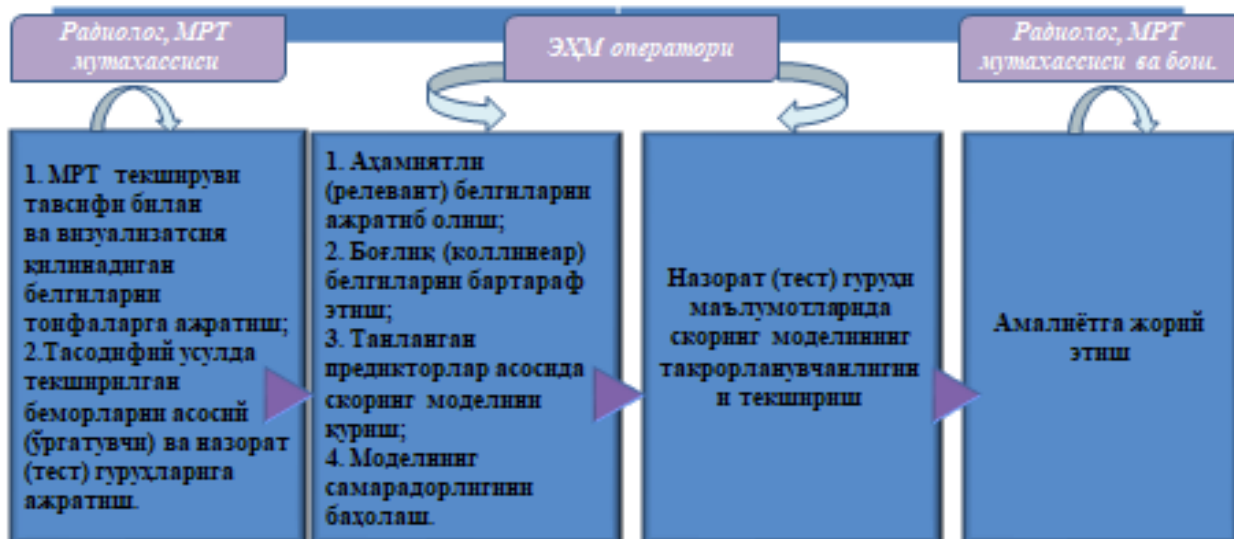 Радиолог, МРТ
мутахассиси
ЭҲМ оператори
Радиолог, МРТ
мутахассиси ва бош.
1. МРТ текшируви
тавсифи билан
ва визуализатсия
қилинадиган
белгиларни
тоифаларга ажратиш;
2.Тасодифий усулда
текширилган
беморларни асосий
(ўргатувчи) ва назорат
(тест) гуруҳларига
ажратиш.
1. Аҳамиятли
(релевант) белгиларни
ажратиб олиш;
2. Боғлиқ (коллинеар)
белгиларни бартараф
этиш;
3. Танланган
предикторлар асосида
скоринг моделини
қуриш;
4. Моделнинг
самарадорлигини
баҳолаш.
Назорат (тест) гуруҳи
маълумотларида
скоринг моделининг
такрорланувчанлигин
и текшириш
Амалиётга жорий
этиш